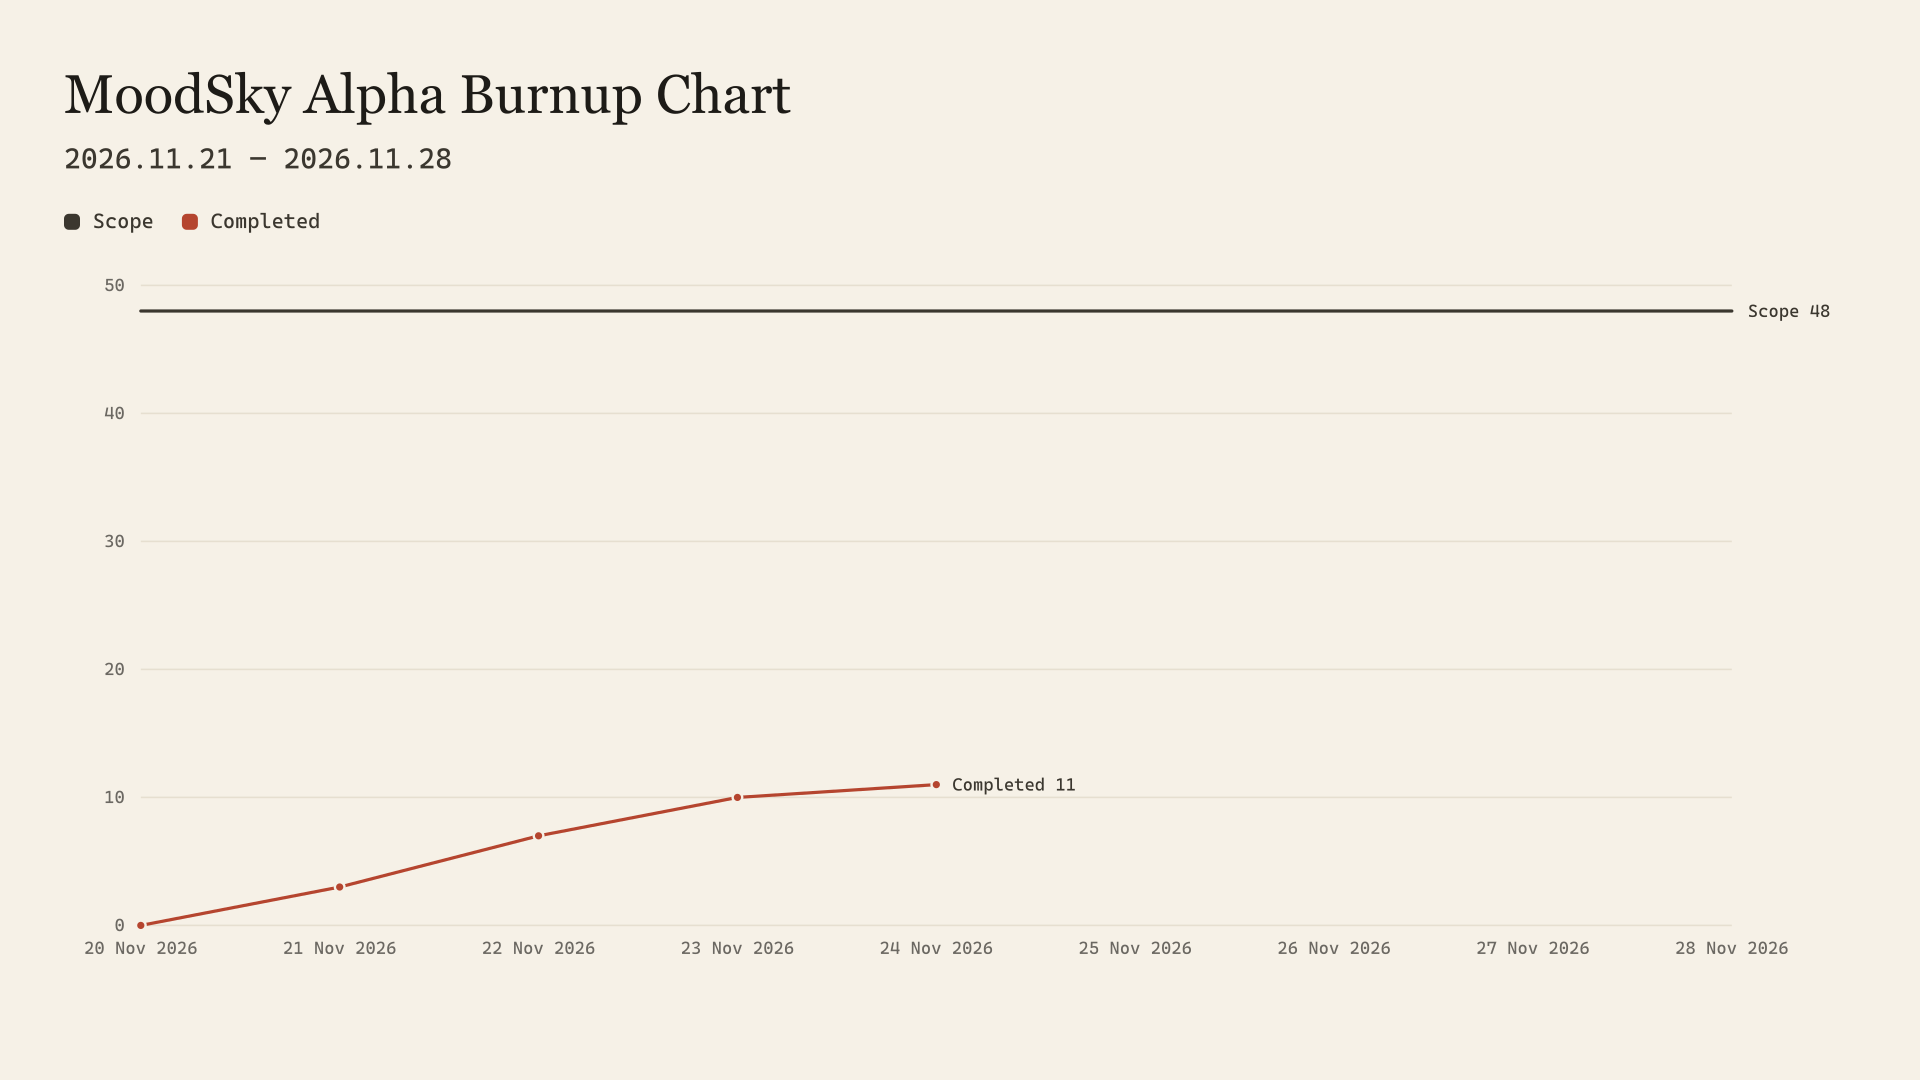 MoodSky Alpha Burnup Chart
2026.11.21 — 2026.11.28
Scope Completed
50
Scope 48
40
30
20
10
Completed 11
0
20 Nov 2026 21 Nov 2026 22 Nov 2026 23 Nov 2026 24 Nov 2026 25 Nov 2026 26 Nov 2026 27 Nov 2026 28 Nov 2026